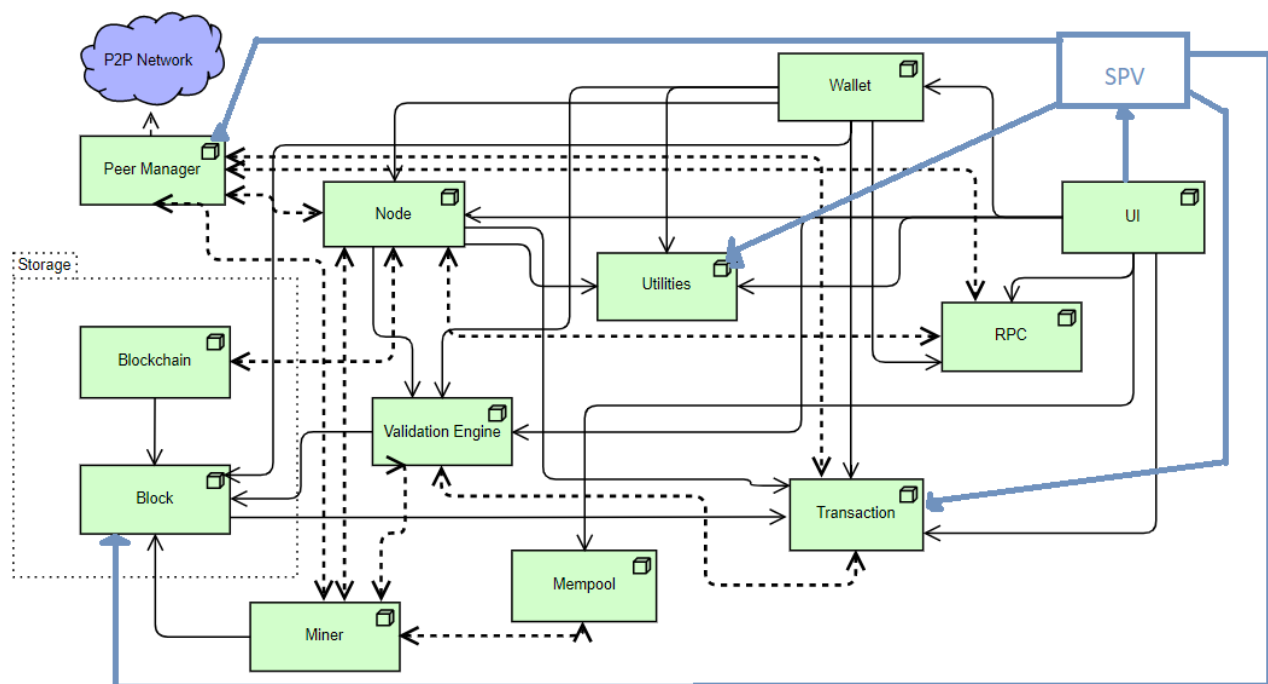 P2P Network
SPV
Wallet
Peer Manager
Node
UI
Storage
Utilities
RPC
Blockchain
Validation Engine
Block
Transaction
Mempool
Miner